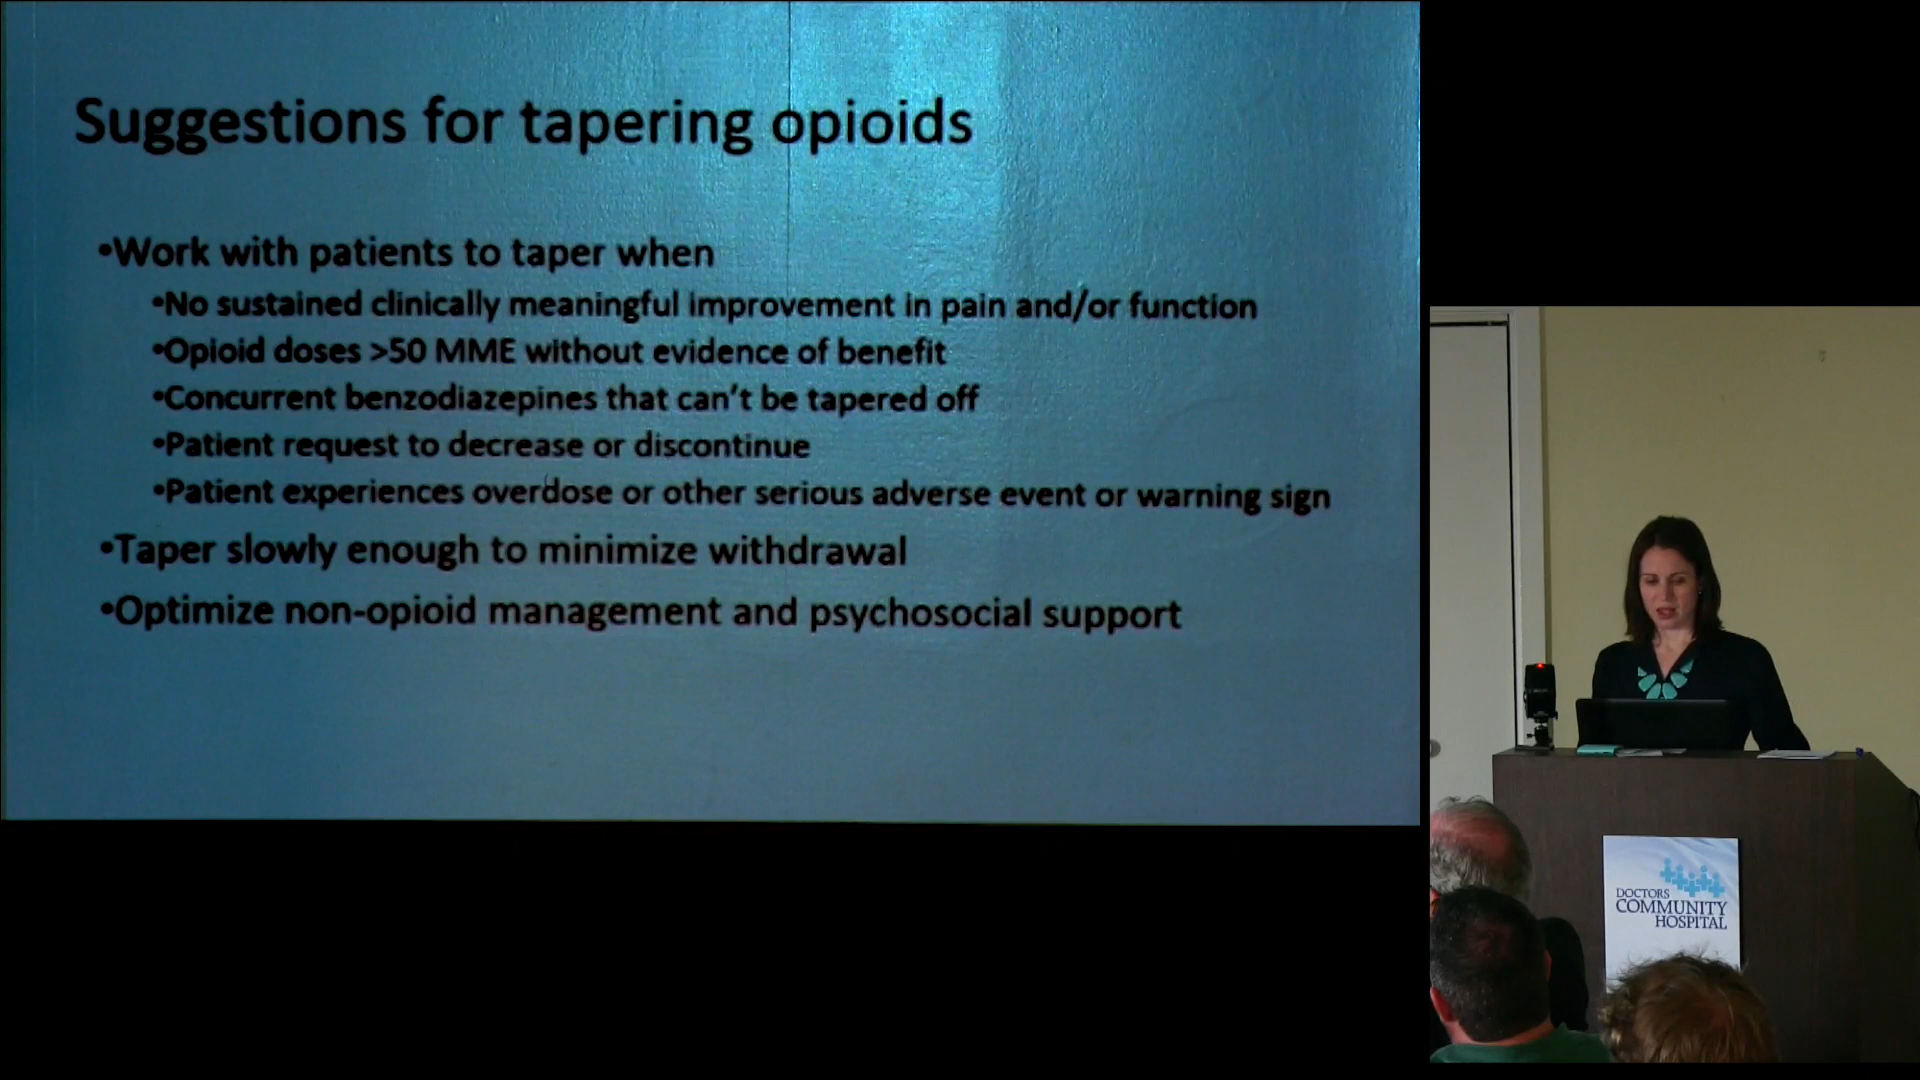 Suggestions for tapering opioids
•Work with patients to taper when
•No sustained clinically meaningful improvement in pain and/or function
•Opioid doses >50 MME without evidence of benefit
•Concurrent benzodiazepines that can't be tapered off
•Patient request to decrease or discontinue
•Patient experiences overdose or other serious adverse event or warning sign
•Taper slowly enough to minimize withdrawal
•Optimize non-opioid management and psychosocial support
DOCTORS
COMMUNITY
HOSPITAL